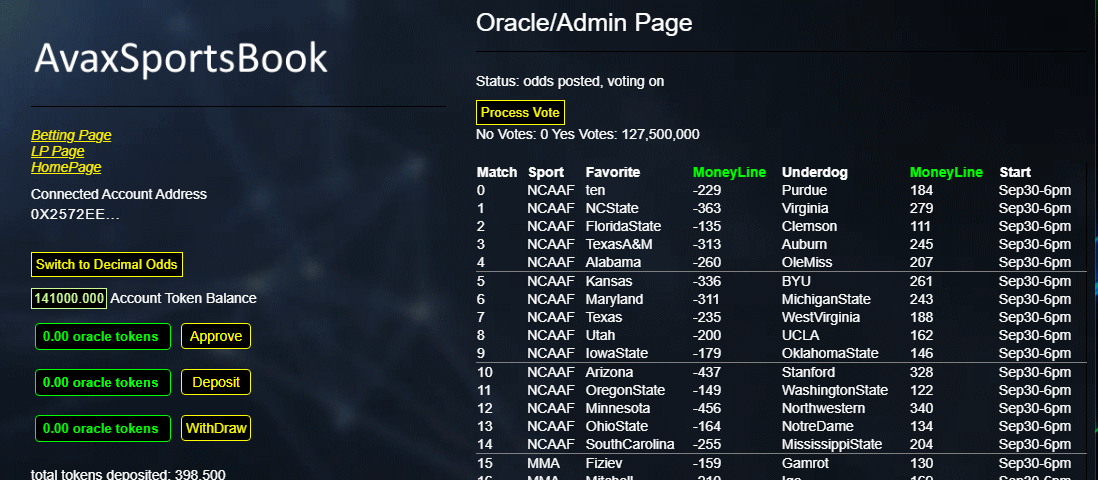 AvaxSportsBook
Betting Page
LP Page
HomePage
Connected Account Address
0X2572EE...
Switch to Decimal Odds
141000.000 Account Token Balance
0.00 oracle tokens Approve
0.00 oracle tokens Deposit
0.00 oracle tokens WithDraw
total tokens deposited: 398,500
Oracle/Admin Page
Status: odds posted, voting on
Process Vote
No Votes: 0 Yes Votes: 127,500,000
Match Sport Favorite MoneyLine Underdog MoneyLine Start
0 NCAAF ten -229 Purdue 184 Sep30-6pm
1 NCAAF NCState -363 Virginia 279 Sep30-6pm
2 NCAAF FloridaState -135 Clemson 111 Sep30-6pm
3 NCAAF TexasA&M -313 Auburn 245 Sep30-6pm
4 NCAAF Alabama -260 OleMiss 207 Sep30-6pm
5 NCAAF Kansas -336 BYU 261 Sep30-6pm
6 NCAAF Maryland -311 MichiganState 243 Sep30-6pm
7 NCAAF Texas -235 WestVirginia 188 Sep30-6pm
8 NCAAF Utah -200 UCLA 162 Sep30-6pm
9 NCAAF IowaState -179 OklahomaState 146 Sep30-6pm
10 NCAAF Arizona -437 Stanford 328 Sep30-6pm
11 NCAAF OregonState -149 WashingtonState 122 Sep30-6pm
12 NCAAF Minnesota -456 Northwestern 340 Sep30-6pm
13 NCAAF OhioState -164 NotreDame 134 Sep30-6pm
14 NCAAF SouthCarolina -255 MississippiState 204 Sep30-6pm
15 MMA Fiziev -159 Gamrot 130 Sep30-6pm
16 MMA Mitchell Sep30-6pm